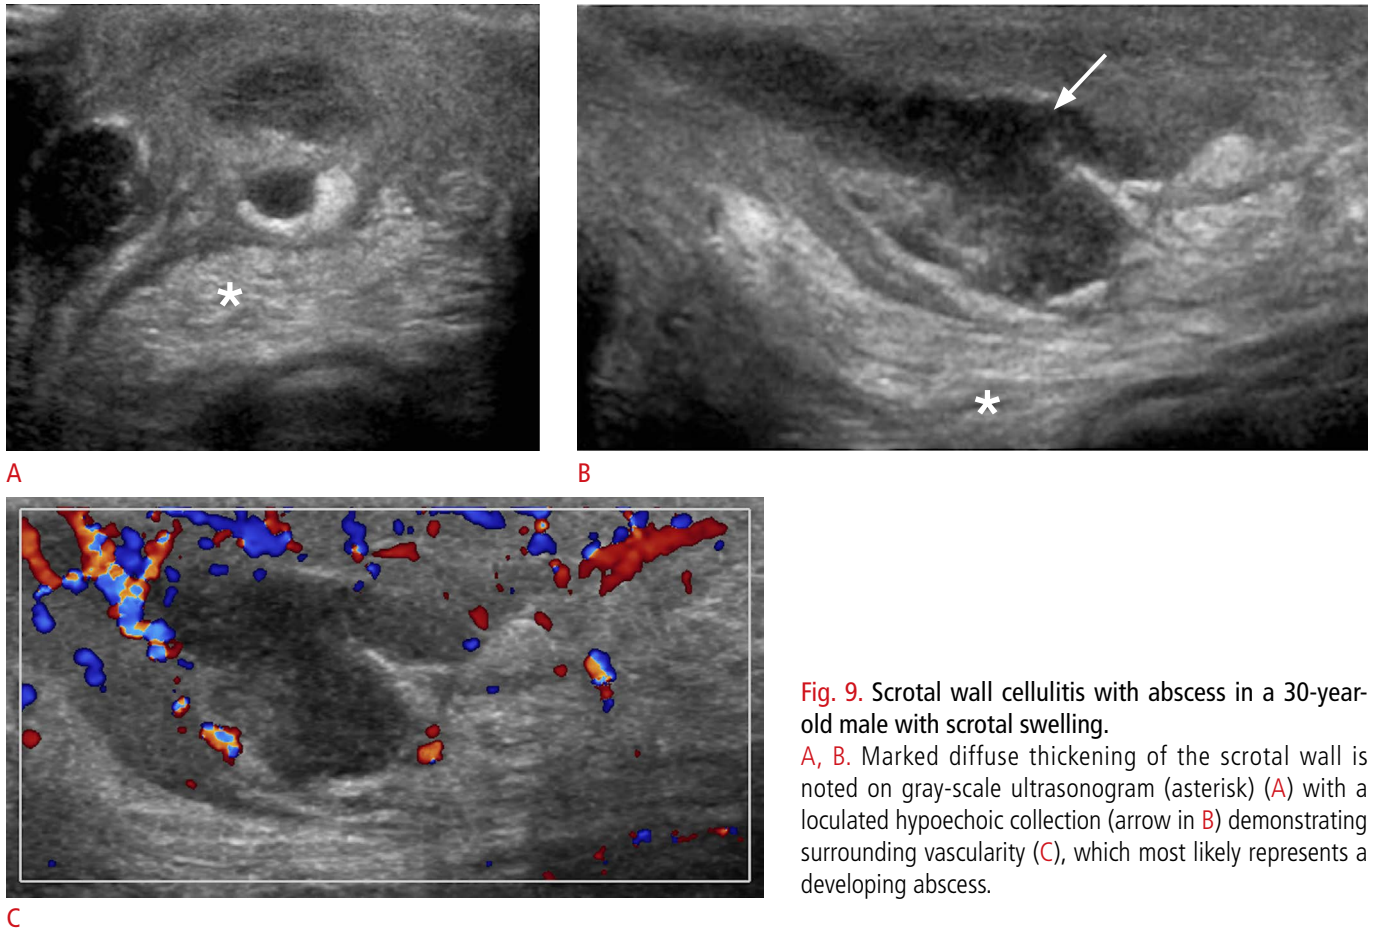 *
*
A
B
C
Fig. 9. Scrotal wall cellulitis with abscess in a 30-year-
old male with scrotal swelling.
A, B. Marked diffuse thickening of the scrotal wall is
noted on gray-scale ultrasonogram (asterisk) (A) with a
loculated hypoechoic collection (arrow in B) demonstrating
surrounding vascularity (C), which most likely represents a
developing abscess.